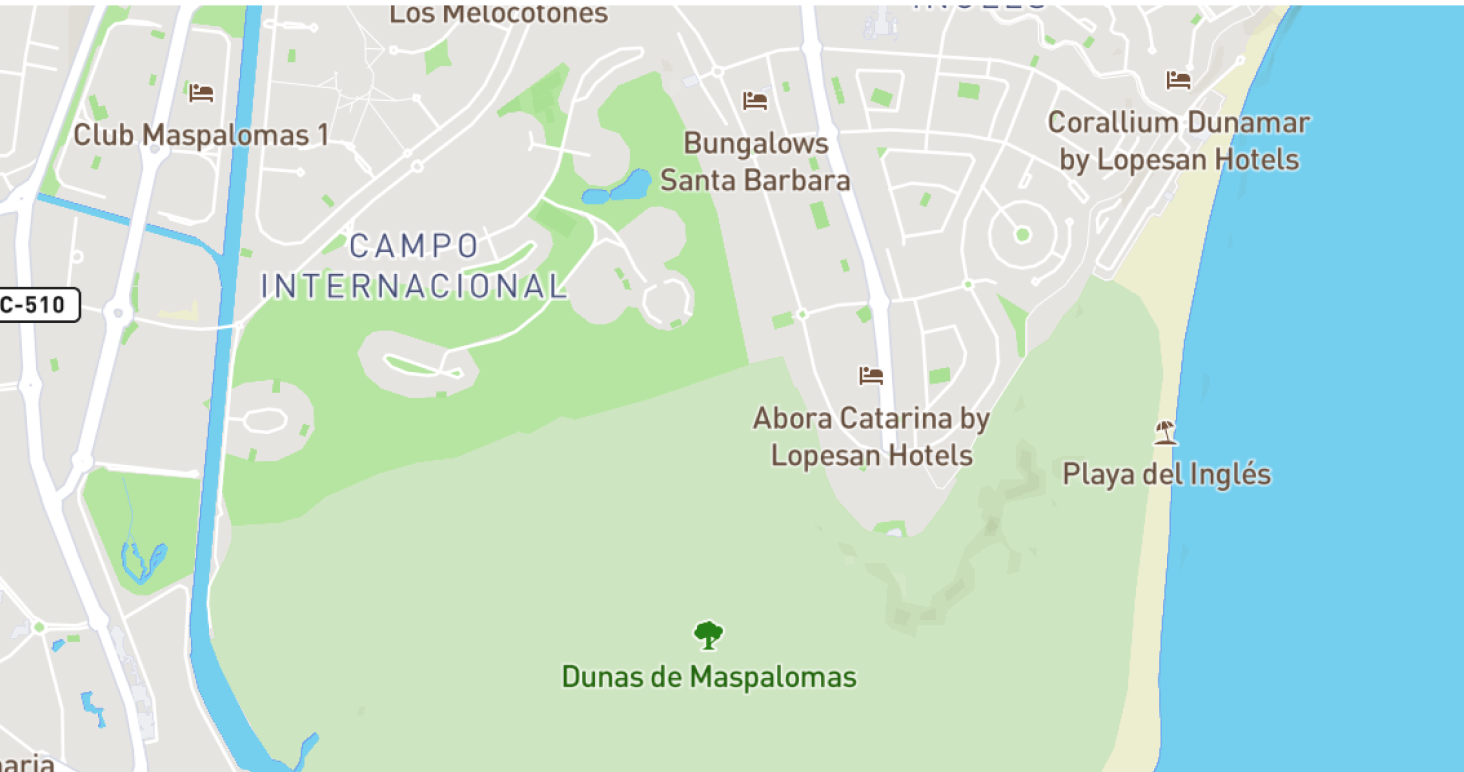 Los Melocotones
Club Maspalomas 1
Bungalows
Santa Barbara
Corallium Dunamar
by Lopesan Hotels
CAMPO
INTERNACIONAL
C-510
Abora Catarina by
Lopesan Hotels
Playa del Inglés
Dunas de Maspalomas